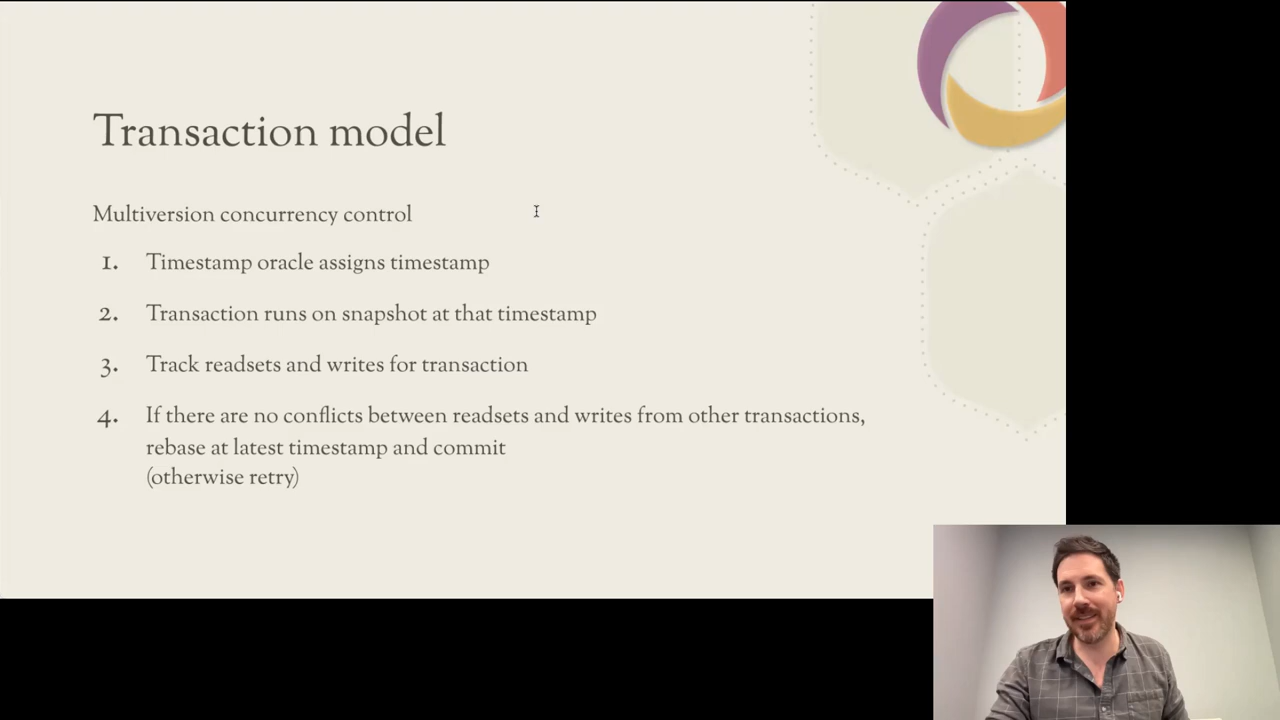 Transaction model
Multiversion concurrency control
1. Timestamp oracle assigns timestamp
2. Transaction runs on snapshot at that timestamp
3. Track readsets and writes for transaction
4. If there are no conflicts between readsets and writes from other transactions,
rebase at latest timestamp and commit
(otherwise retry)